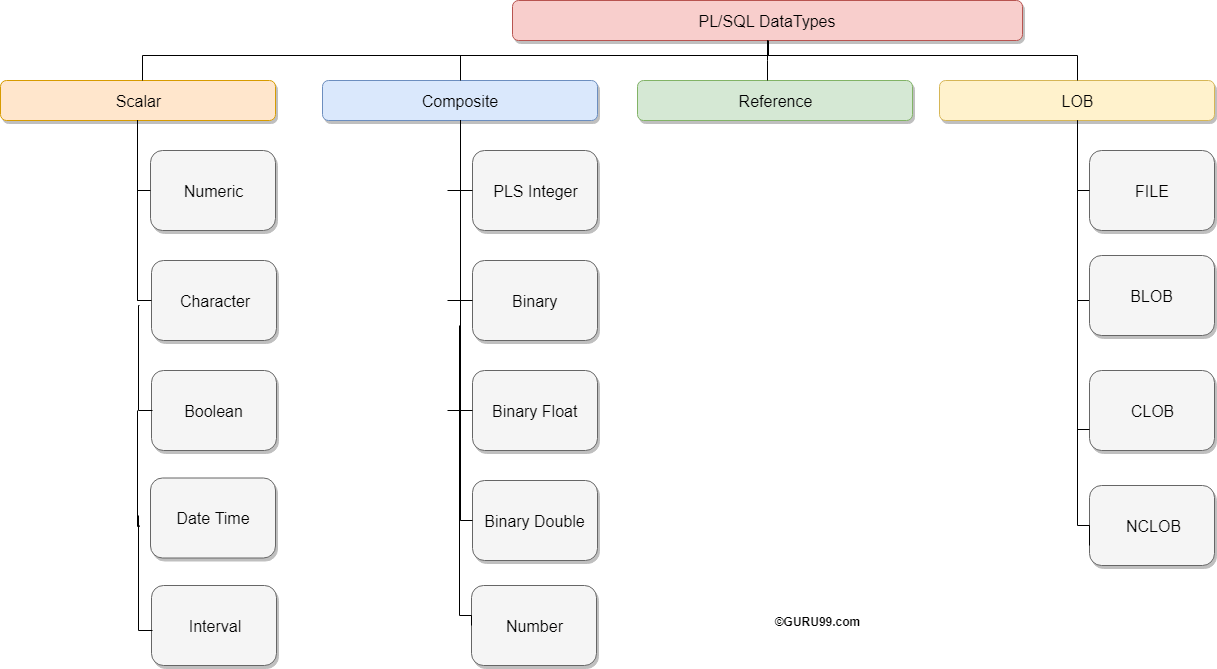 PL/SQL DataTypes
Scalar
Composite
Reference
LOB
Numeric
PLS Integer
FILE
Character
Binary
BLOB
Boolean
Binary Float
CLOB
Date Time
Binary Double
NCLOB
Interval
Number
©GURU99.com